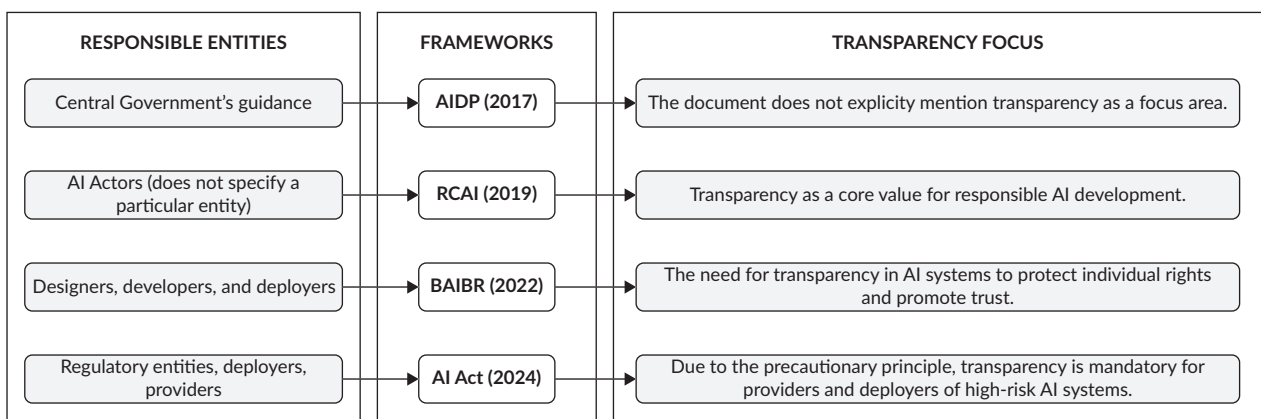 RESPONSIBLE ENTITIES
FRAMEWORKS
TRANSPARENCY FOCUS
Central Government's guidance
AIDP (2017)
The document does not explicity mention transparency as a focus area.
AI Actors (does not specify a
particular entity)
RCAI (2019)
Transparency as a core value for responsible AI development.
Designers, developers, and deployers
BAIBR (2022)
The need for transparency in AI systems to protect individual rights
and promote trust.
Regulatory entities, deployers,
providers
AI Act (2024)
Due to the precautionary principle, transparency is mandatory for
providers and deployers of high-risk AI systems.